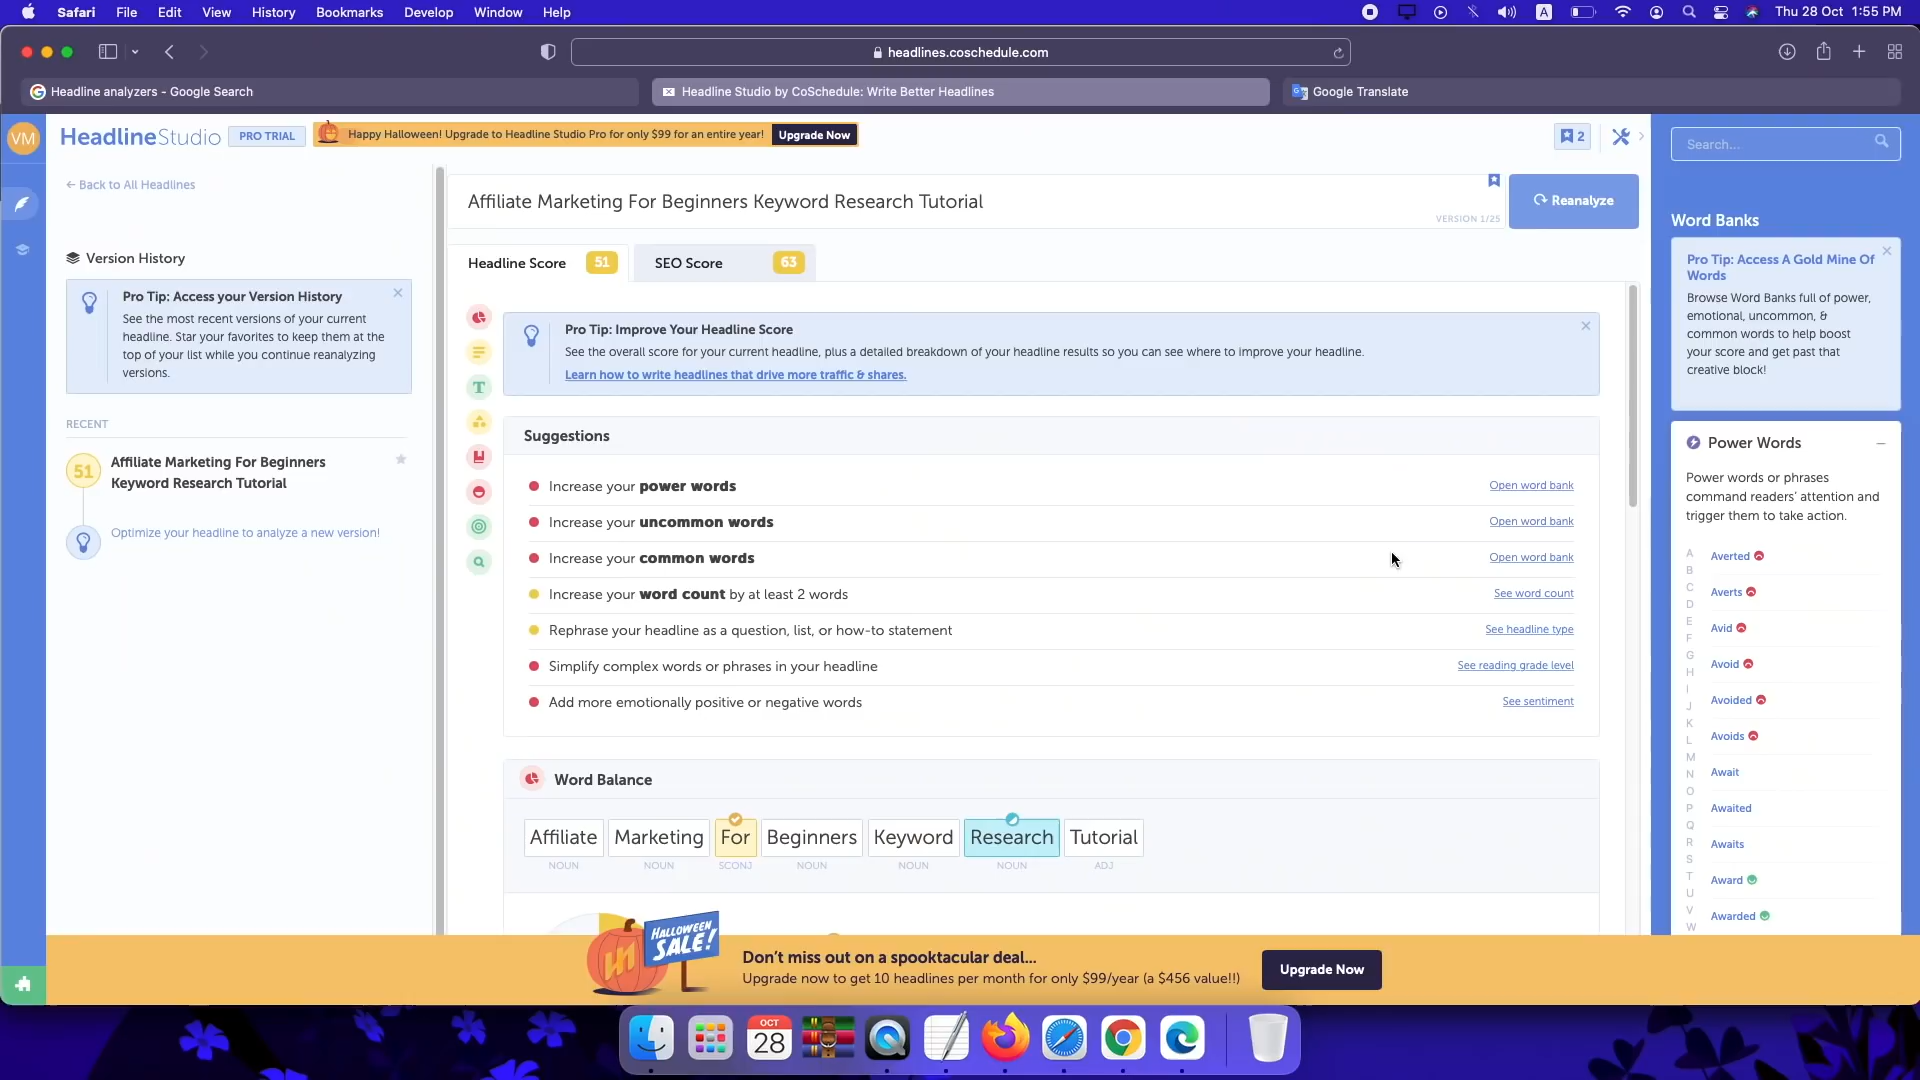 Safari File Edit View History Bookmarks Develop Window Help
A
Thu 28 Oct 1:55 PM
headlines.coschedule.com
Headline analyzers - Google Search
Headline Studio by CoSchedule: Write Better Headlines
Google Translate
VM
HeadlineStudio
PRO TRIAL
Happy Halloween! Upgrade to Headline Studio Pro for only $99 for an entire year!
Upgrade Now
2
← Back to All Headlines
Version History
Pro Tip: Access your Version History
See the most recent versions of your current
headline. Star your favorites to keep them at the
top of your list while you continue reanalyzing
versions.
RECENT
51
Affiliate Marketing For Beginners
Keyword Research Tutorial
Optimize your headline to analyze a new version!
Affiliate Marketing For Beginners Keyword Research Tutorial
VERSION 1/25
Reanalyze
Headline Score 51
SEO Score 63
T
Pro Tip: Improve Your Headline Score
See the overall score for your current headline, plus a detailed breakdown of your headline results so you can see where to improve your headline.
Learn how to write headlines that drive more traffic & shares.
Suggestions
Increase your power words Open word bank
Increase your uncommon words Open word bank
Increase your common words Open word bank
Increase your word count by at least 2 words See word count
Rephrase your headline as a question, list, or how-to statement See headline type
Simplify complex words or phrases in your headline See reading grade level
Add more emotionally positive or negative words See sentiment
Word Balance
Affiliate Marketing For Beginners Keyword Research Tutorial
NOUN NOUN SCONJ NOUN NOUN NOUN ADJ
Search...
Word Banks
Pro Tip: Access A Gold Mine Of
Words
Browse Word Banks full of power,
emotional, uncommon, &
common words to help boost
your score and get past that
creative block!
Power Words
Power words or phrases
command readers' attention and
trigger them to take action.
A
B
C
D
E
F
G
H
I
J
K
L
M
N
O
P
Q
R
S
T
U
V
W
Averted
Averts
Avid
Avoid
Avoided
Avoids
Await
Awaited
Awaits
Award
Awarded
HALLOWEEN
SALE!
Don't miss out on a spooktacular deal...
Upgrade now to get 10 headlines per month for only $99/year (a $456 value!!)
Upgrade Now
OCT
28